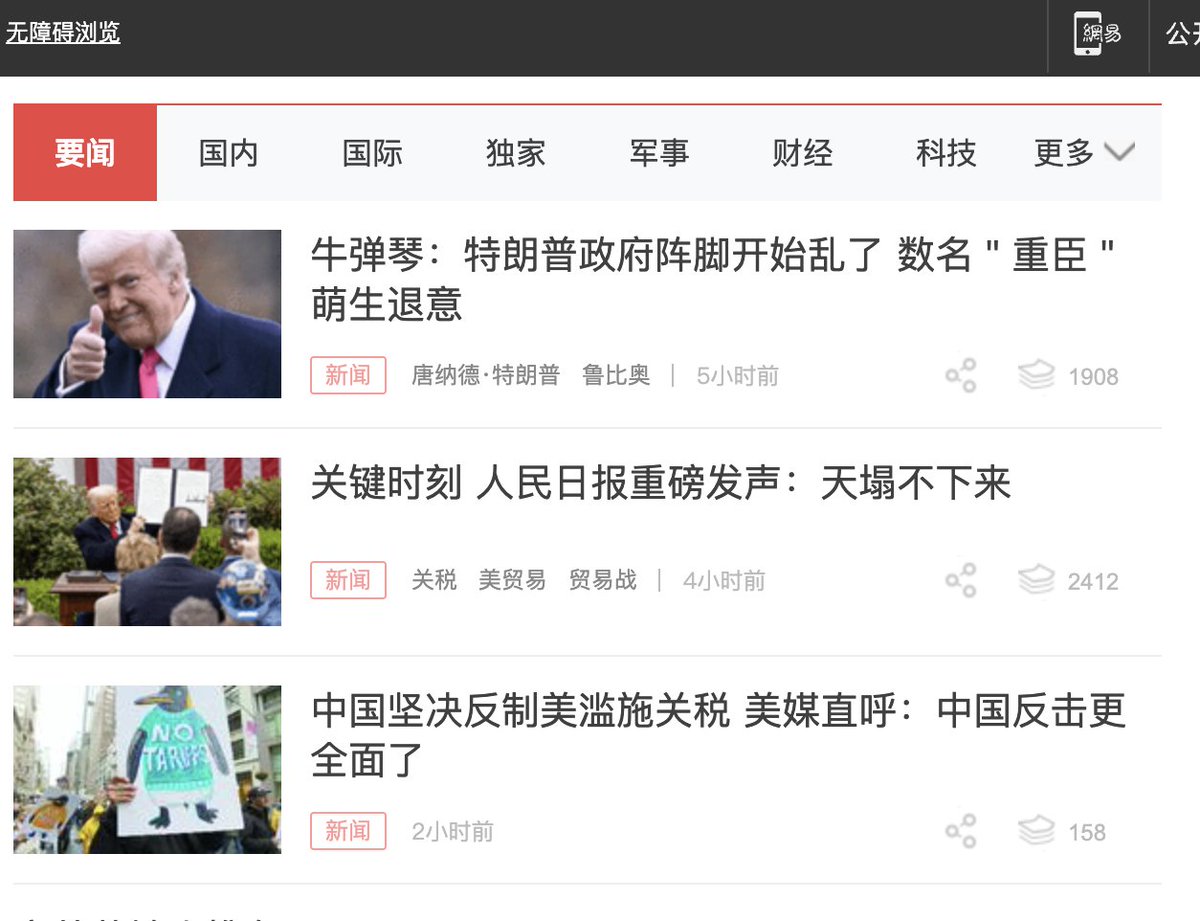 无障碍浏览
網易
公开
要闻 国内 国际 独家 军事 财经 科技 更多
牛弹琴：特朗普政府阵脚开始乱了 数名＂重臣＂
萌生退意
新闻 唐纳德·特朗普 鲁比奥 | 5小时前 1908
关键时刻 人民日报重磅发声：天塌不下来
新闻 关税 美贸易 贸易战 | 4小时前 2412
NO
TARIFFS
中国坚决反制美滥施关税 美媒直呼：中国反击更
全面了
新闻 2小时前 158